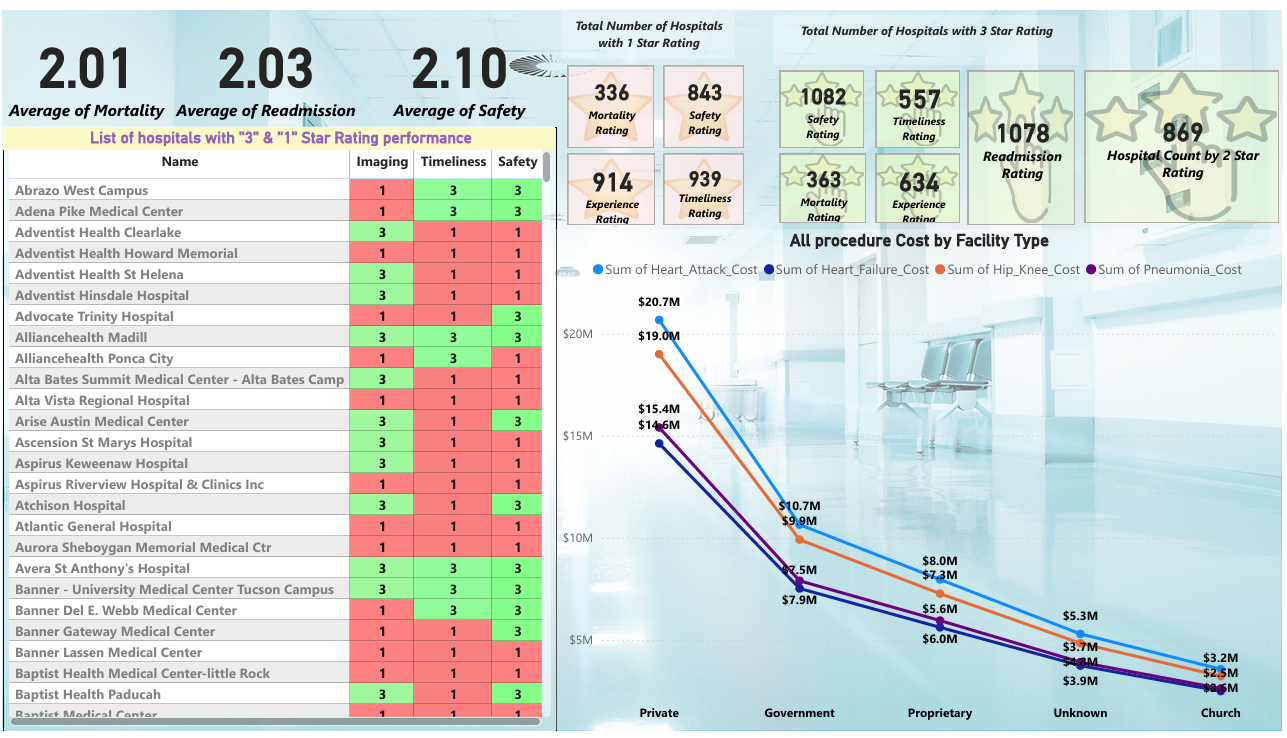 2.01
Average of Mortality
2.03
Average of Readmission
2.10
Average of Safety
Total Number of Hospitals
with 1 Star Rating
336
Mortality
Rating
843
Safety
Rating
914
Experience
Rating
939
Timeliness
Rating
Total Number of Hospitals with 3 Star Rating
1082
Safety
Rating
557
Timeliness
Rating
363
Mortality
Rating
634
Experience
Rating
1078
Readmission
Rating
869
Hospital Count by 2 Star
Rating
List of hospitals with "3" & "1" Star Rating performance
Name Imaging Timeliness Safety
Abrazo West Campus 1 3 3
Adena Pike Medical Center 1 3 3
Adventist Health Clearlake 3 1 1
Adventist Health Howard Memorial 1 1 1
Adventist Health St Helena 3 1 1
Adventist Hinsdale Hospital 3 1 1
Advocate Trinity Hospital 1 1 3
Alliancehealth Madill 3 3 3
Alliancehealth Ponca City 1 3 1
Alta Bates Summit Medical Center - Alta Bates Camp 3 1 1
Alta Vista Regional Hospital 1 1 1
Arise Austin Medical Center 3 1 3
Ascension St Marys Hospital 3 1 1
Aspirus Keweenaw Hospital 3 1 1
Aspirus Riverview Hospital & Clinics Inc 1 1 1
Atchison Hospital 3 1 3
Atlantic General Hospital 1 1 1
Aurora Sheboygan Memorial Medical Ctr 1 1 1
Avera St Anthony's Hospital 3 3 3
Banner - University Medical Center Tucson Campus 3 3 3
Banner Del E. Webb Medical Center 1 3 3
Banner Gateway Medical Center 1 1 3
Banner Lassen Medical Center 1 1 1
Baptist Health Medical Center-little Rock 1 1 1
Baptist Health Paducah 3 1 3
Baptist Medical Center 1 1 1
All procedure Cost by Facility Type
Sum of Heart_Attack_Cost Sum of Heart_Failure_Cost Sum of Hip_Knee_Cost Sum of Pneumonia_Cost
$20M
$15M
$10M
$5M
$20.7M
$19.0M
$15.4M
$14.6M
$10.7M
$9.9M
$7.5M
$7.9M
$8.0M
$7.3M
$5.6M
$6.0M
$5.3M
$3.7M
$4.8M
$3.9M
$3.2M
$2.5M
$3.6M
Private Government Proprietary Unknown Church